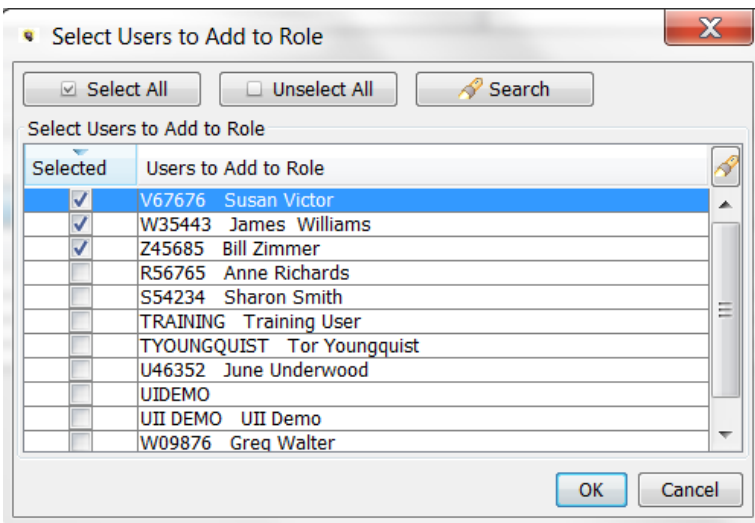 Select Users to Add to Role
Select All Unselect All Search
Select Users to Add to Role
Selected Users to Add to Role
V67676 Susan Victor
W35443 James Williams
Z45685 Bill Zimmer
R56765 Anne Richards
S54234 Sharon Smith
TRAINING Training User
TYOUNGQUIST Tor Youngquist
U46352 June Underwood
UIDEMO
UII DEMO UII Demo
W09876 Greg Walter
OK Cancel